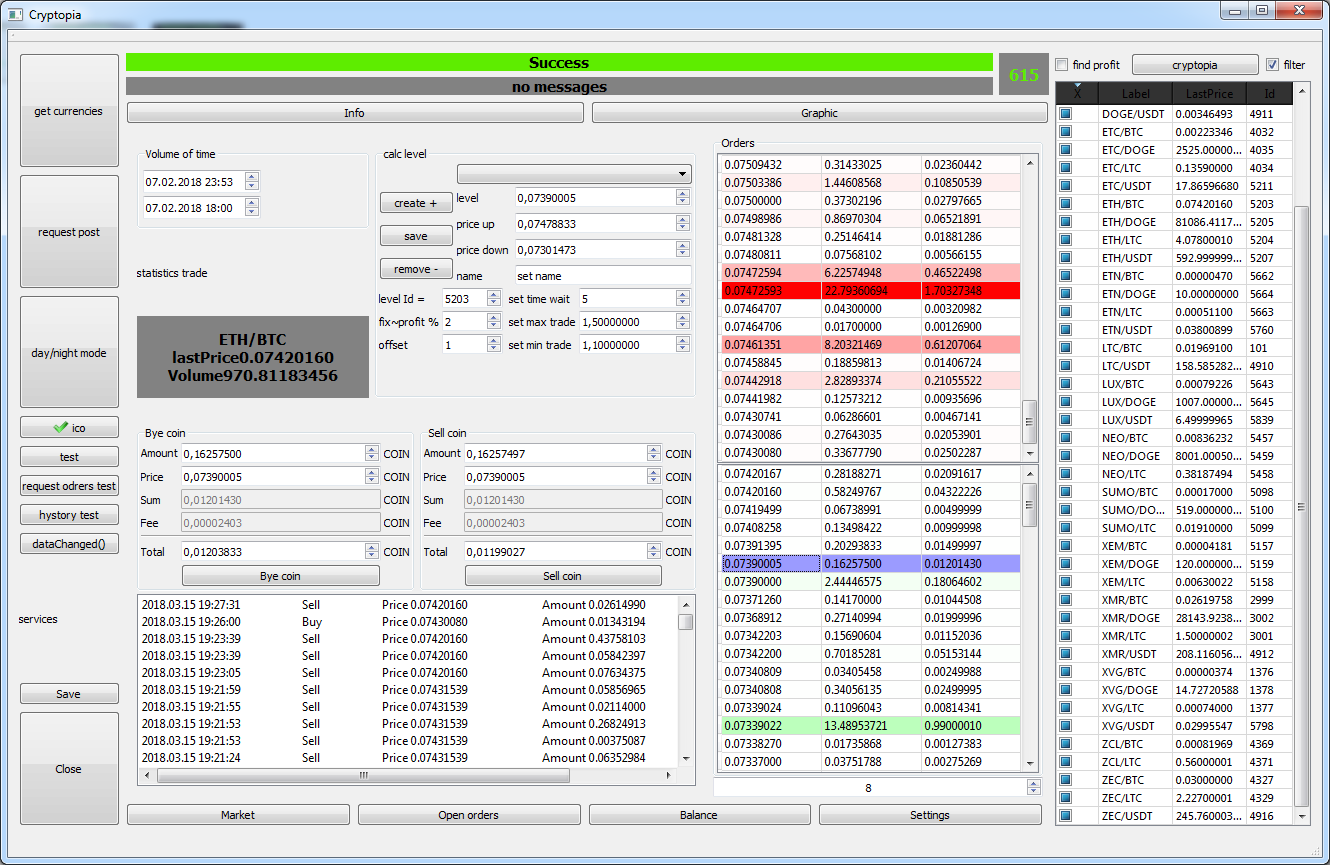 Cryptopia
get currencies
request post
day/night mode
ico
test
request odrers test
hystory test
dataChanged()
services
Save
Close
Success
no messages
615
Info
Graphic
Volume of time
07.02.2018 23:53
07.02.2018 18:00
statistics trade
ETH/BTC
lastPrice0.07420160
Volume970.81183456
calc level
create +
save
remove -
level 0,07390005
price up 0,07478833
price down 0,07301473
name set name
level Id = 5203 set time wait 5
fix~profit % 2 set max trade 1,50000000
offset 1 set min trade 1,10000000
Bye coin
Amount 0,16257500 COIN
Price 0,07390005 COIN
Sum 0,01201430 COIN
Fee 0,00002403 COIN
Total 0,01203833 COIN
Bye coin
Sell coin
Amount 0,16257497 COIN
Price 0,07390005 COIN
Sum 0,01201430 COIN
Fee 0,00002403 COIN
Total 0,01199027 COIN
Sell coin
2018.03.15 19:27:31 Sell Price 0.07420160 Amount 0.02614990
2018.03.15 19:26:00 Buy Price 0.07430080 Amount 0.01343194
2018.03.15 19:23:39 Sell Price 0.07420160 Amount 0.43758103
2018.03.15 19:23:39 Sell Price 0.07420160 Amount 0.05842397
2018.03.15 19:23:05 Sell Price 0.07420160 Amount 0.07634375
2018.03.15 19:21:59 Sell Price 0.07431539 Amount 0.05856965
2018.03.15 19:21:55 Sell Price 0.07431539 Amount 0.02114000
2018.03.15 19:21:53 Sell Price 0.07431539 Amount 0.26824913
2018.03.15 19:21:53 Sell Price 0.07431539 Amount 0.00375087
2018.03.15 19:21:24 Sell Price 0.07431539 Amount 0.06352984
Orders
0.07509432 0.31433025 0.02360442
0.07503386 1.44608568 0.10850539
0.07500000 0.37302196 0.02797665
0.07498986 0.86970304 0.06521891
0.07481328 0.25146414 0.01881286
0.07480811 0.07568102 0.00566155
0.07472594 6.22574948 0.46522498
0.07472593 22.79360694 1.70327348
0.07464707 0.04300000 0.00320982
0.07464706 0.01700000 0.00126900
0.07461351 8.20321469 0.61207064
0.07458845 0.18859813 0.01406724
0.07442918 2.82893374 0.21055522
0.07441982 0.12573212 0.00935696
0.07430741 0.06286601 0.00467141
0.07430086 0.27643035 0.02053901
0.07430080 0.33677790 0.02502287
0.07420167 0.28188271 0.02091617
0.07420160 0.58249767 0.04322226
0.07419499 0.06738991 0.00499999
0.07408258 0.13498422 0.00999998
0.07391395 0.20293833 0.01499997
0.07390005 0.16257500 0.01201430
0.07390000 2.44446575 0.18064602
0.07371260 0.14170000 0.01044508
0.07368912 0.27140994 0.01999996
0.07342203 0.15690604 0.01152036
0.07342200 0.70185281 0.05153144
0.07340809 0.03405458 0.00249988
0.07340808 0.34056135 0.02499995
0.07339024 0.11096043 0.00814341
0.07339022 13.48953721 0.99000010
0.07338270 0.01735868 0.00127383
0.07337000 0.03751788 0.00275269
8
Market
Open orders
Balance
Settings
find profit
cryptopia
filter
X Label LastPrice Id
DOGE/USDT 0.00346493 4911
ETC/BTC 0.00223346 4032
ETC/DOGE 2525.00000... 4035
ETC/LTC 0.13590000 4034
ETC/USDT 17.86596680 5211
ETH/BTC 0.07420160 5203
ETH/DOGE 81086.4117... 5205
ETH/LTC 4.07800010 5204
ETH/USDT 592.999999... 5207
ETN/BTC 0.00000470 5662
ETN/DOGE 10.00000000 5664
ETN/LTC 0.00051100 5663
ETN/USDT 0.03800899 5760
LTC/BTC 0.01969100 101
LTC/USDT 158.585282... 4910
LUX/BTC 0.00079226 5643
LUX/DOGE 1007.00000... 5645
LUX/USDT 6.49999965 5839
NEO/BTC 0.00836232 5457
NEO/DOGE 8001.00050... 5459
NEO/LTC 0.38187494 5458
SUMO/BTC 0.00017000 5098
SUMO/DO... 519.000000... 5100
SUMO/LTC 0.01910000 5099
XEM/BTC 0.00004181 5157
XEM/DOGE 120.000000... 5159
XEM/LTC 0.00630022 5158
XMR/BTC 0.02619758 2999
XMR/DOGE 28143.9238... 3002
XMR/LTC 1.50000002 3001
XMR/USDT 208.116056... 4912
XVG/BTC 0.00000374 1376
XVG/DOGE 14.72720588 1378
XVG/LTC 0.00074000 1377
XVG/USDT 0.02995547 5798
ZCL/BTC 0.00081969 4369
ZCL/LTC 0.56000001 4371
ZEC/BTC 0.03000000 4327
ZEC/LTC 2.22700001 4329
ZEC/USDT 245.760003... 4916